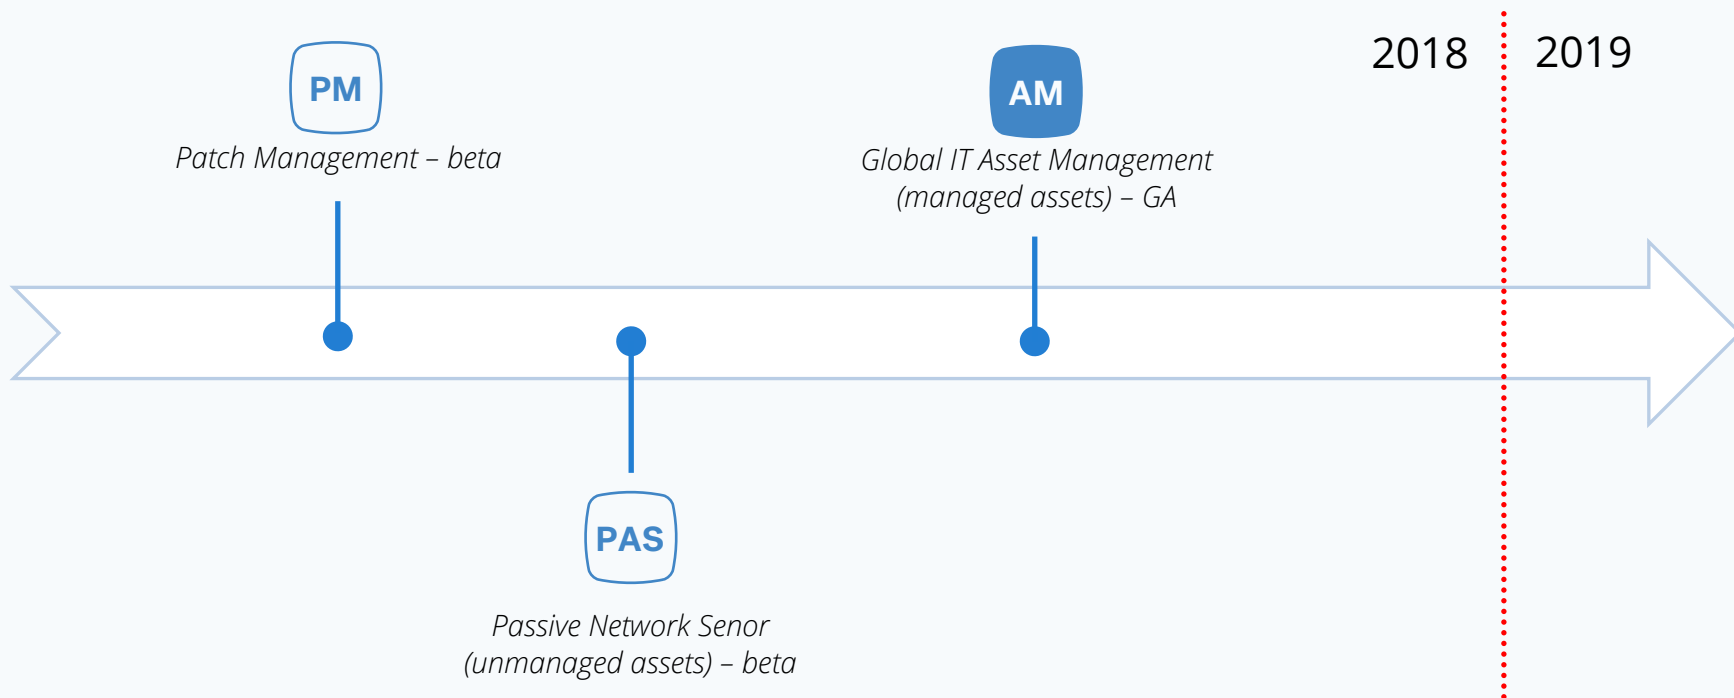 2018
2019
PM
Patch Management – beta
AM
Global IT Asset Management
(managed assets) – GA
PAS
Passive Network Senor
(unmanaged assets) – beta